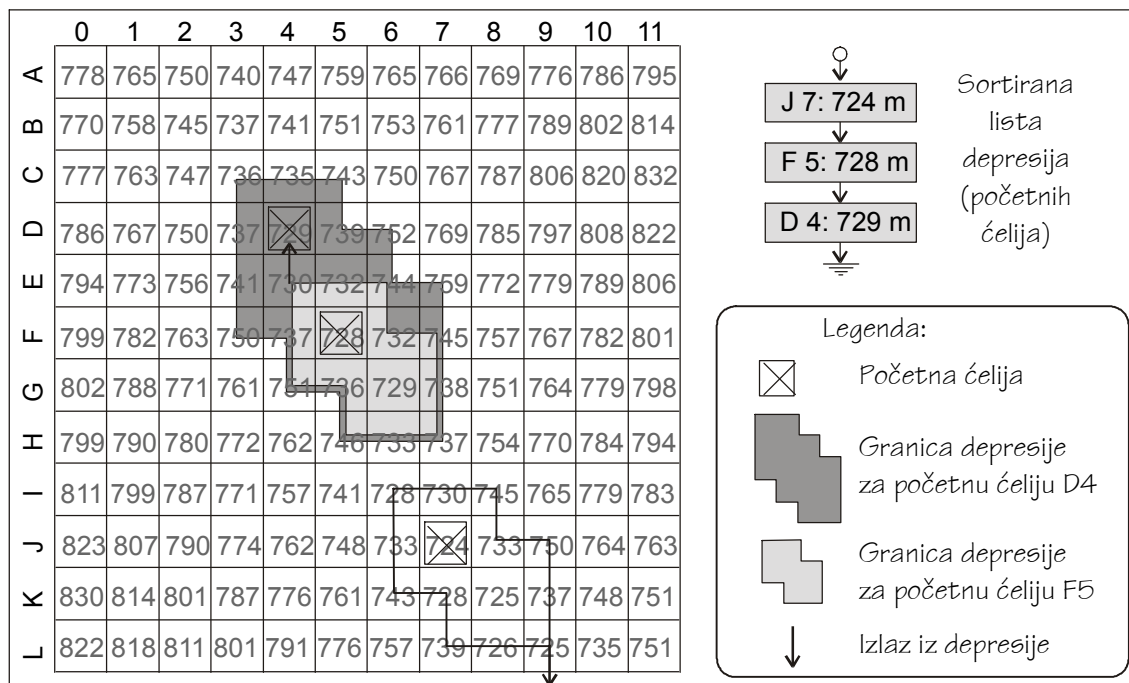 0 1 2 3 4 5 6 7 8 9 10 11
A 778 765 750 740 747 759 765 766 769 776 786 795
B 770 758 745 737 741 751 753 761 777 789 802 814
C 777 763 747 736 735 743 750 767 787 806 820 832
D 786 767 750 737 729 739 752 769 785 797 808 822
E 794 773 756 741 730 732 744 759 772 779 789 806
F 799 782 763 750 737 728 732 745 757 767 782 801
G 802 788 771 761 751 736 729 738 751 764 779 798
H 799 790 780 772 762 746 733 737 754 770 784 794
I 811 799 787 771 757 741 728 730 745 765 779 783
J 823 807 790 774 762 748 733 724 733 750 764 763
K 830 814 801 787 776 761 743 728 725 737 748 751
L 822 818 811 801 791 776 757 739 726 725 735 751
J 7: 724 m
F 5: 728 m
D 4: 729 m
Sortirana
lista
depresija
(početnih
ćelija)
Legenda:
Početna ćelija
Granica depresije
za početnu ćeliju D4
Granica depresije
za početnu ćeliju F5
Izlaz iz depresije